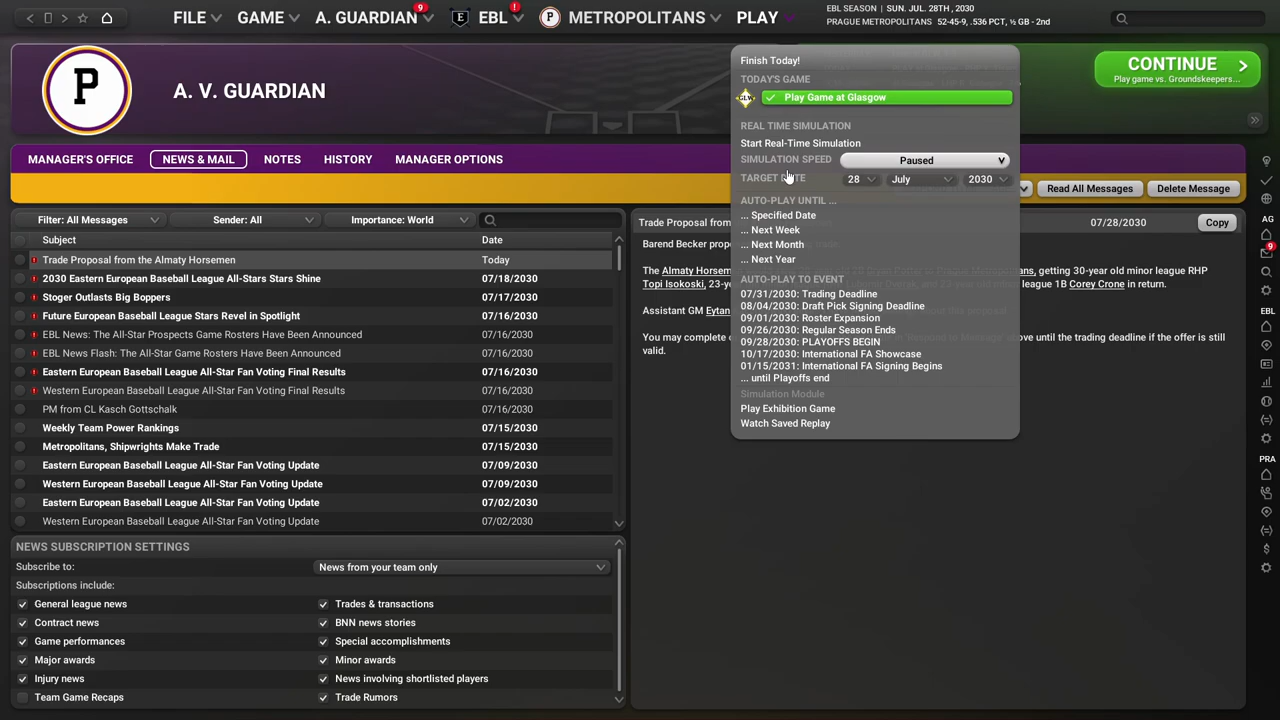 FILE GAME A. GUARDIAN 9 EBL ! METROPOLITANS PLAY
EBL SEASON | SUN. JUL. 28TH, 2030
PRAGUE METROPOLITANS 52-45-9, .536 PCT, ½ GB - 2nd
P
A. V. GUARDIAN
CONTINUE
Play game vs. Groundskeepers...
MANAGER'S OFFICE NEWS & MAIL NOTES HISTORY MANAGER OPTIONS
Read All Messages Delete Message
Finish Today!
TODAY'S GAME
Play Game at Glasgow
REAL TIME SIMULATION
Start Real-Time Simulation
SIMULATION SPEED Paused
TARGET DATE 28 July 2030
AUTO-PLAY UNTIL ...
... Specified Date
... Next Week
... Next Month
... Next Year
AUTO-PLAY TO EVENT
07/31/2030: Trading Deadline
08/04/2030: Draft Pick Signing Deadline
09/01/2030: Roster Expansion
09/26/2030: Regular Season Ends
09/28/2030: PLAYOFFS BEGIN
10/17/2030: International FA Showcase
01/15/2031: International FA Signing Begins
... until Playoffs end
Simulation Module
Play Exhibition Game
Watch Saved Replay
Filter: All Messages Sender: All Importance: World
Subject Date
Trade Proposal from the Almaty Horsemen Today
2030 Eastern European Baseball League All-Stars Stars Shine 07/18/2030
Stoger Outlasts Big Boppers 07/17/2030
Future European Baseball League Stars Revel in Spotlight 07/16/2030
EBL News: The All-Star Prospects Game Rosters Have Been Announced 07/16/2030
EBL News Flash: The All-Star Game Rosters Have Been Announced 07/16/2030
Eastern European Baseball League All-Star Fan Voting Final Results 07/16/2030
Western European Baseball League All-Star Fan Voting Final Results 07/16/2030
PM from CL Kasch Gottschalk 07/16/2030
Weekly Team Power Rankings 07/15/2030
Metropolitans, Shipwrights Make Trade 07/15/2030
Eastern European Baseball League All-Star Fan Voting Update 07/09/2030
Western European Baseball League All-Star Fan Voting Update 07/09/2030
Eastern European Baseball League All-Star Fan Voting Update 07/02/2030
Western European Baseball League All-Star Fan Voting Update 07/02/2030
Trade Proposal from 07/28/2030 Copy
Barend Becker
The Almaty Horsemen getting 30-year old minor league RHP
Topi Isokoski, 23-year 1B Corey Crone in return.
Assistant GM Eytan
You may complete above until the trading deadline if the offer is still
valid.
NEWS SUBSCRIPTION SETTINGS
Subscribe to: News from your team only
Subscriptions include:
General league news Trades & transactions
Contract news BNN news stories
Game performances Special accomplishments
Major awards Minor awards
Injury news News involving shortlisted players
Team Game Recaps Trade Rumors
AG
9
EBL
PRA